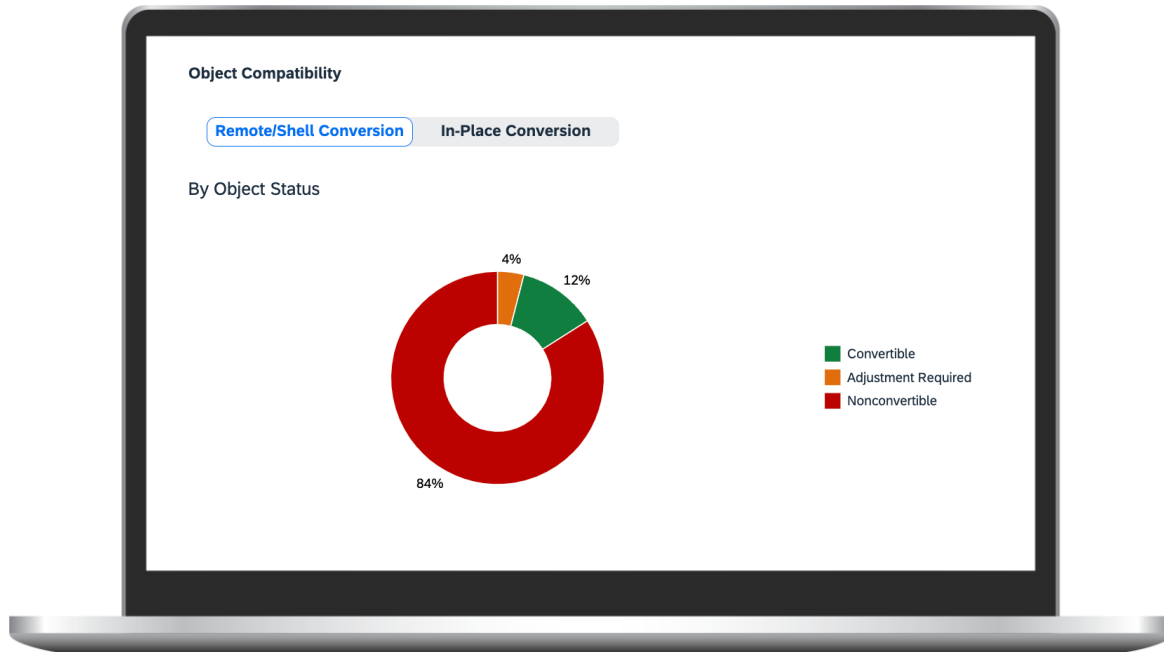 Object Compatibility
Remote/Shell Conversion In-Place Conversion
By Object Status
4%
12%
Convertible
Adjustment Required
Nonconvertible
84%